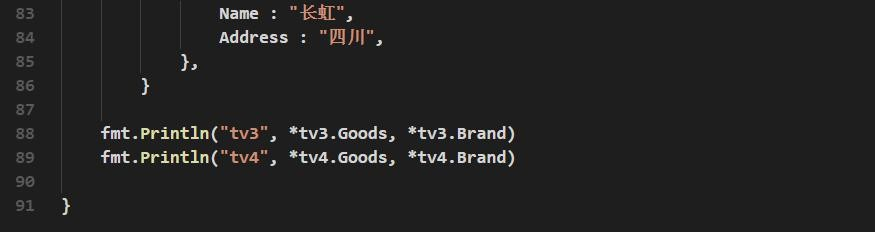 83 Name : "长虹",
84 Address : "四川",
85 },
86 }
87
88 fmt.Println("tv3", *tv3.Goods, *tv3.Brand)
89 fmt.Println("tv4", *tv4.Goods, *tv4.Brand)
90
91 }